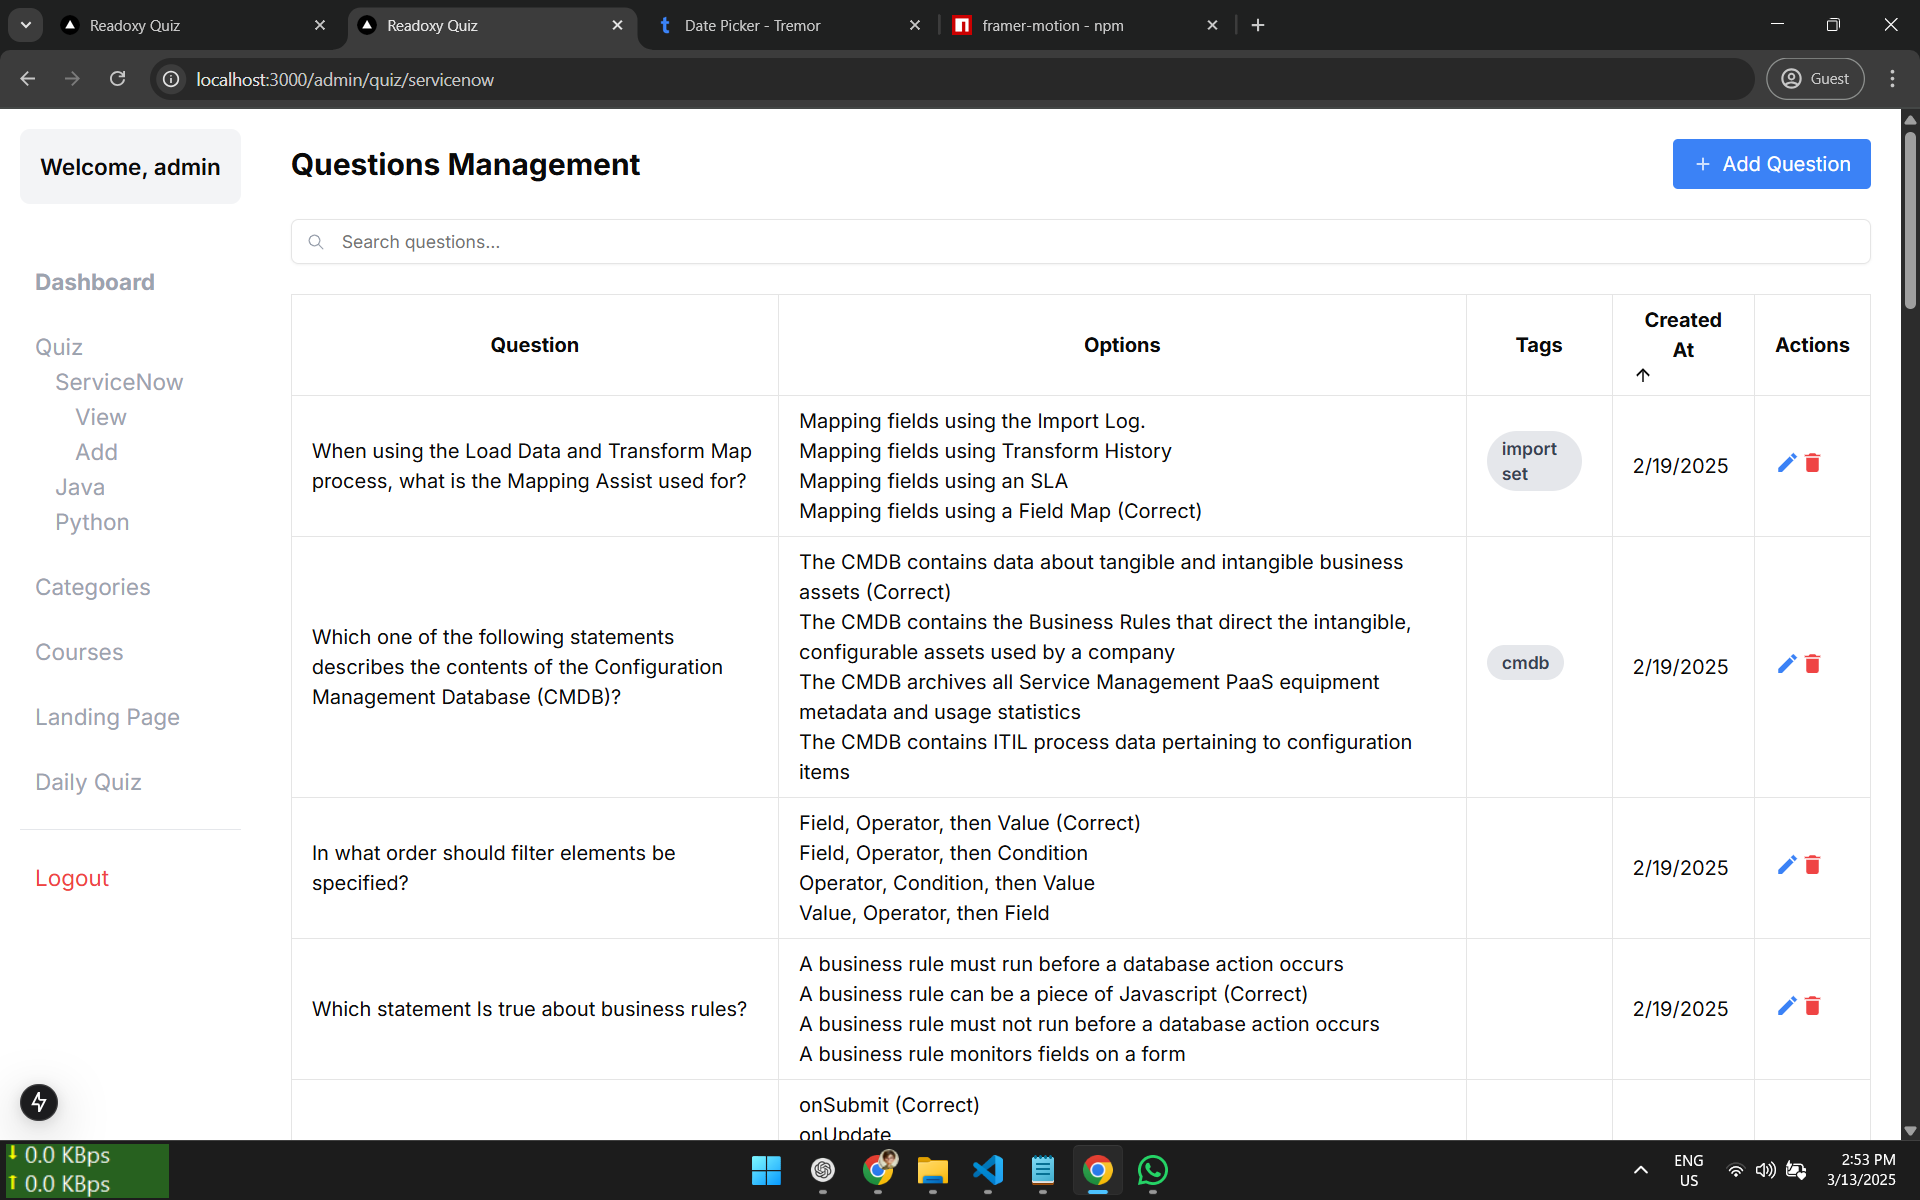 Readoxy Quiz
Readoxy Quiz
Date Picker - Tremor
framer-motion - npm
localhost:3000/admin/quiz/servicenow
Guest
Welcome, admin
Dashboard
Quiz
ServiceNow
View
Add
Java
Python
Categories
Courses
Landing Page
Daily Quiz
Logout
Questions Management
+ Add Question
Search questions...
Question
Options
Tags
Created
At
Actions
When using the Load Data and Transform Map
process, what is the Mapping Assist used for?
Mapping fields using the Import Log.
Mapping fields using Transform History
Mapping fields using an SLA
Mapping fields using a Field Map (Correct)
import
set
2/19/2025
Which one of the following statements
describes the contents of the Configuration
Management Database (CMDB)?
The CMDB contains data about tangible and intangible business
assets (Correct)
The CMDB contains the Business Rules that direct the intangible,
configurable assets used by a company
The CMDB archives all Service Management PaaS equipment
metadata and usage statistics
The CMDB contains ITIL process data pertaining to configuration
items
cmdb
2/19/2025
In what order should filter elements be
specified?
Field, Operator, then Value (Correct)
Field, Operator, then Condition
Operator, Condition, then Value
Value, Operator, then Field
2/19/2025
Which statement Is true about business rules?
A business rule must run before a database action occurs
A business rule can be a piece of Javascript (Correct)
A business rule must not run before a database action occurs
A business rule monitors fields on a form
2/19/2025
onSubmit (Correct)
onUpdate
0.0 KBps
0.0 KBps
ENG
US
2:53 PM
3/13/2025